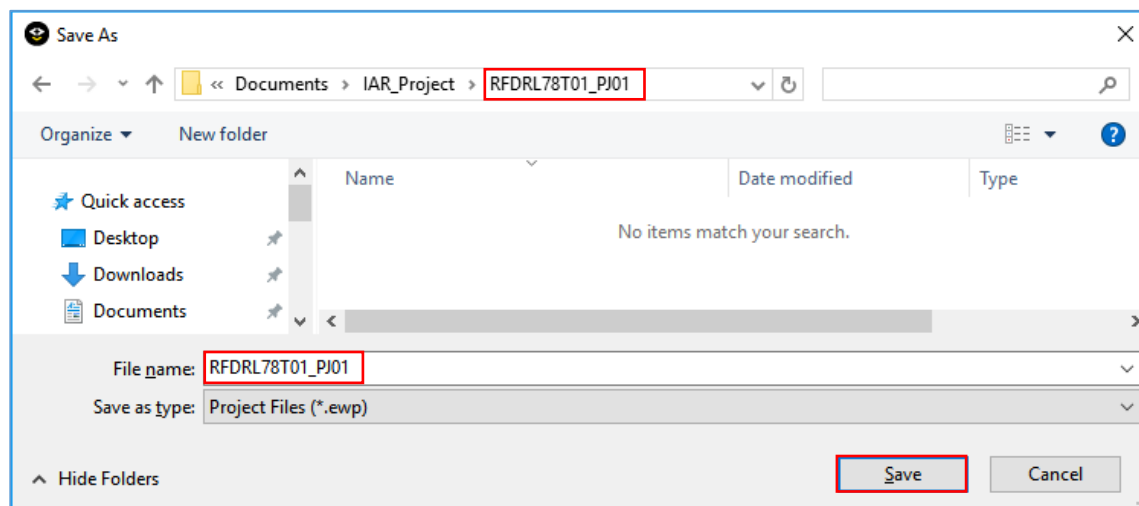 Save As
« Documents › IAR_Project › RFDRL78T01_PJ01
Organize New folder
?
Name Date modified Type
Quick access
No items match your search.
Desktop
Downloads
Documents
File name: RFDRL78T01_PJ01
Save as type: Project Files (*.ewp)
Hide Folders Save Cancel